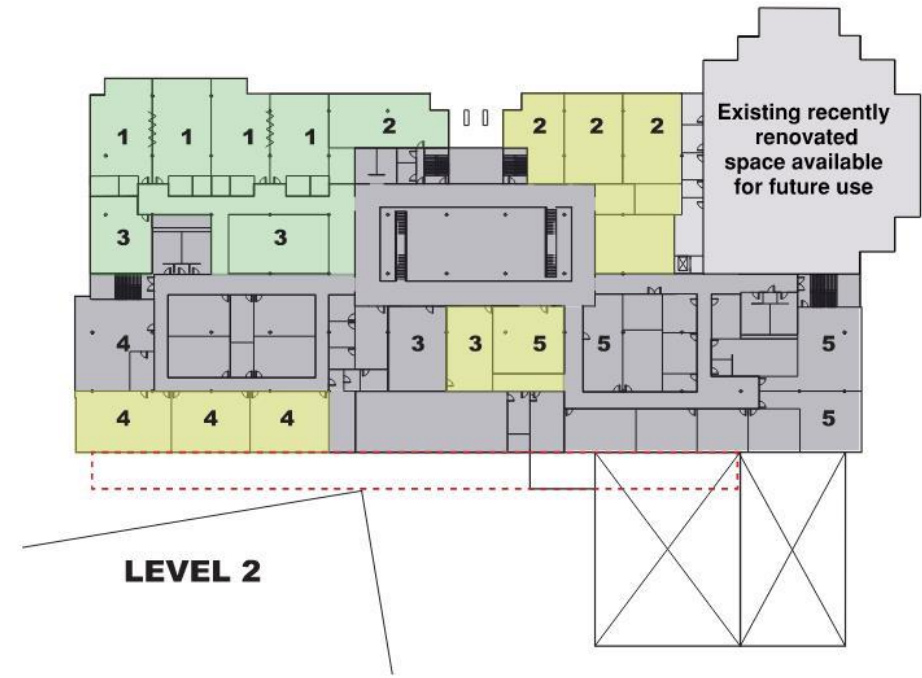 1 1 1 1 2 2 2 2
Existing recently
renovated
space available
for future use
3 3
4 3 3 5 5 5
4 4 4 5
LEVEL 2